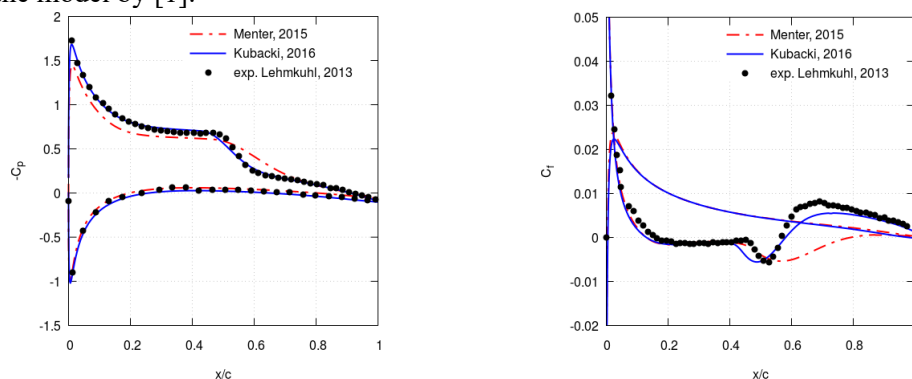 the model by [1].
2
1.5
1
0.5
0
-0.5
-1
-1.5
-Cp
0 0.2 0.4 0.6 0.8 1
x/c
Menter, 2015
Kubacki, 2016
exp. Lehmkuhl, 2013
0.05
0.04
0.03
0.02
0.01
0
-0.01
-0.02
Cf
0 0.2 0.4 0.6 0.8
x/c
Menter, 2015
Kubacki, 2016
exp. Lehmkuhl, 2013